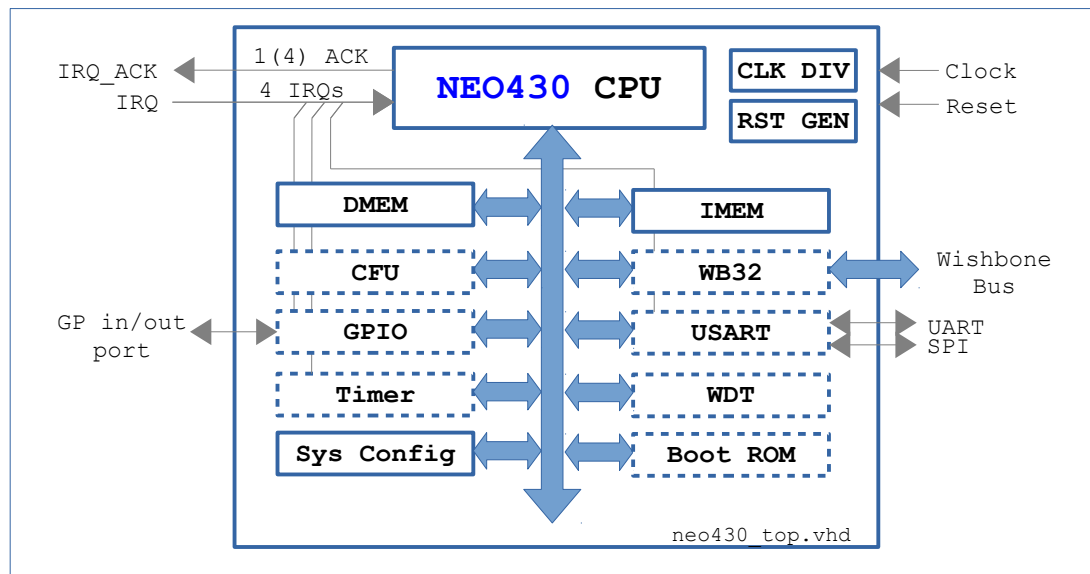 1(4) ACK
IRQ_ACK
IRQ
4 IRQs
NEO430 CPU
CLK DIV
Clock
RST GEN
Reset
DMEM
IMEM
CFU
WB32
Wishbone
Bus
GP in/out
port
GPIO
USART
UART
SPI
Timer
WDT
Sys Config
Boot ROM
neo430_top.vhd